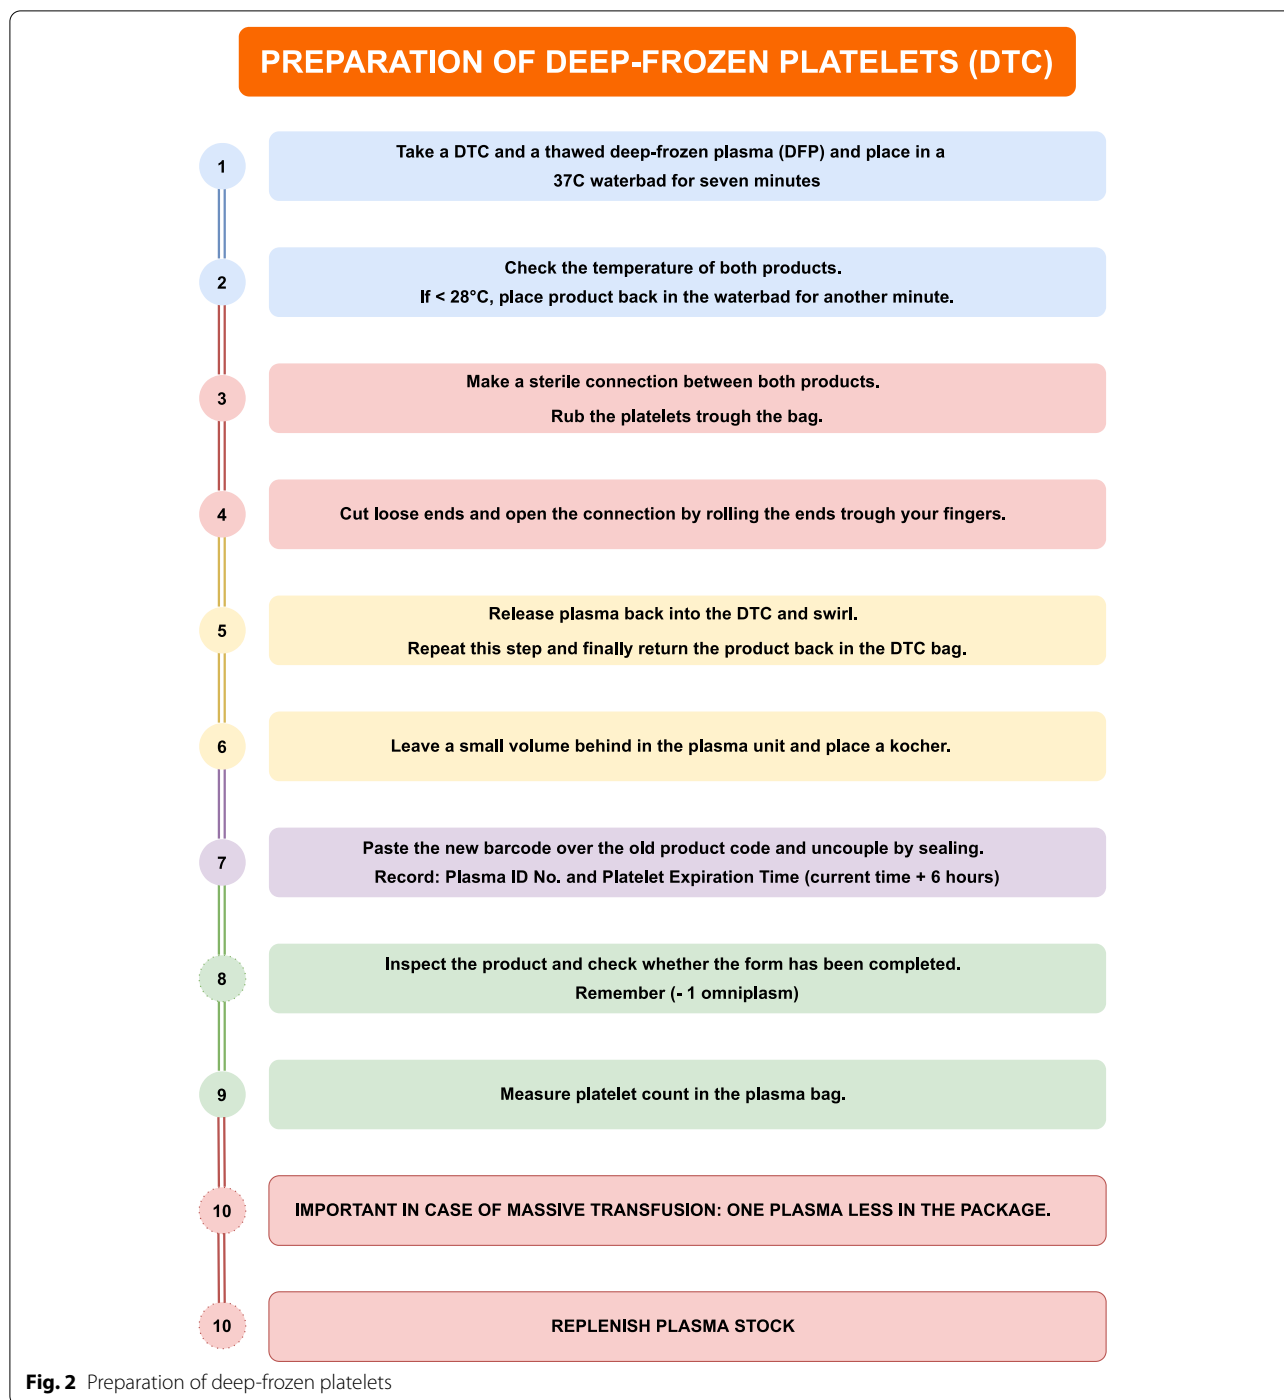 PREPARATION OF DEEP-FROZEN PLATELETS (DTC)
1
Take a DTC and a thawed deep-frozen plasma (DFP) and place in a
37C waterbad for seven minutes
2
Check the temperature of both products.
If < 28°C, place product back in the waterbad for another minute.
3
Make a sterile connection between both products.
Rub the platelets trough the bag.
4
Cut loose ends and open the connection by rolling the ends trough your fingers.
5
Release plasma back into the DTC and swirl.
Repeat this step and finally return the product back in the DTC bag.
6
Leave a small volume behind in the plasma unit and place a kocher.
7
Paste the new barcode over the old product code and uncouple by sealing.
Record: Plasma ID No. and Platelet Expiration Time (current time + 6 hours)
8
Inspect the product and check whether the form has been completed.
Remember (- 1 omniplasm)
9
Measure platelet count in the plasma bag.
10
IMPORTANT IN CASE OF MASSIVE TRANSFUSION: ONE PLASMA LESS IN THE PACKAGE.
10
REPLENISH PLASMA STOCK
Fig. 2 Preparation of deep-frozen platelets